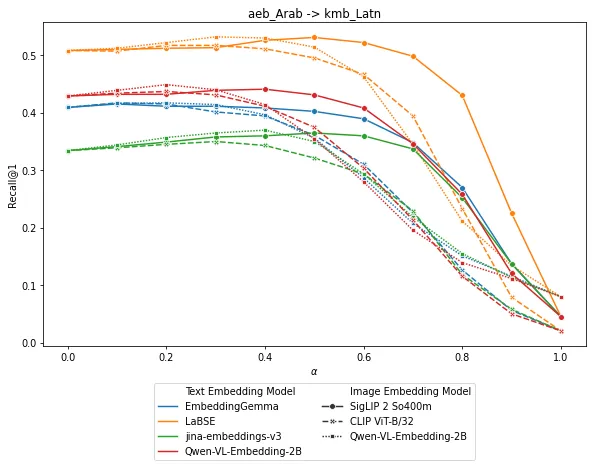 aeb_Arab -> kmb_Latn
Recall@1
0.5
0.4
0.3
0.2
0.1
0.0
0.0 0.2 0.4 0.6 0.8 1.0
α
Text Embedding Model Image Embedding Model
EmbeddingGemma SigLIP 2 So400m
LaBSE CLIP ViT-B/32
jina-embeddings-v3 Qwen-VL-Embedding-2B
Qwen-VL-Embedding-2B